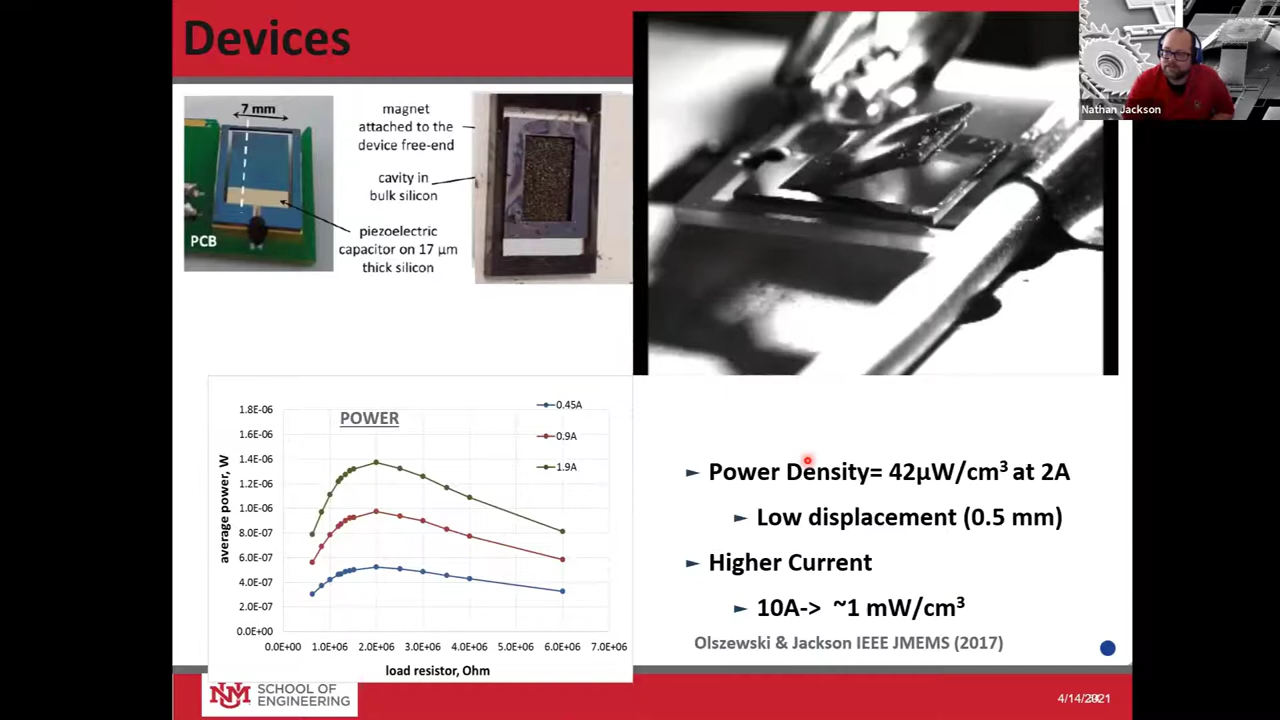 Devices
Nathan Jackson
7 mm
PCB
magnet
attached to the
device free-end
cavity in
bulk silicon
piezoelectric
capacitor on 17 µm
thick silicon
POWER
0.45A
0.9A
1.9A
average power, W
1.8E-06
1.6E-06
1.4E-06
1.2E-06
1.0E-06
8.0E-07
6.0E-07
4.0E-07
2.0E-07
0.0E+00
0.0E+00 1.0E+06 2.0E+06 3.0E+06 4.0E+06 5.0E+06 6.0E+06 7.0E+06
load resistor, Ohm
► Power Density= 42µW/cm³ at 2A
► Low displacement (0.5 mm)
► Higher Current
► 10A-> ~1 mW/cm³
Olszewski & Jackson IEEE JMEMS (2017)
UNM SCHOOL OF
ENGINEERING